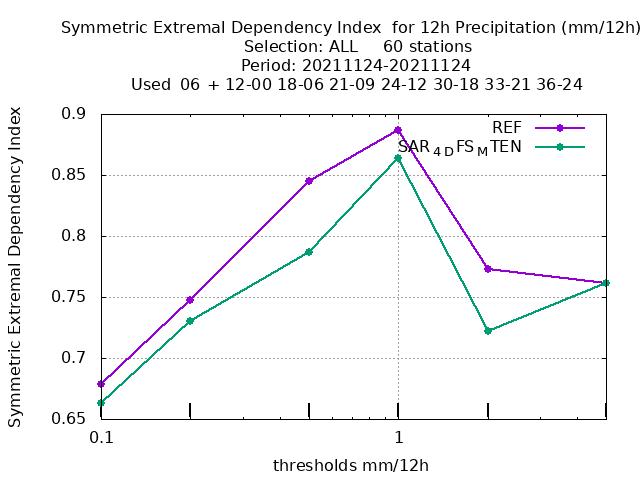 Symmetric Extremal Dependency Index  for 12h Precipitation (mm/12h)
Selection: ALL     60 stations
Period: 20211124-20211124
Used  06 + 12-00 18-06 21-09 24-12 30-18 33-21 36-24
Symmetric Extremal Dependency Index
0.9
0.85
0.8
0.75
0.7
0.65
REF
SAR4DFSMTEN
0.1
1
thresholds mm/12h